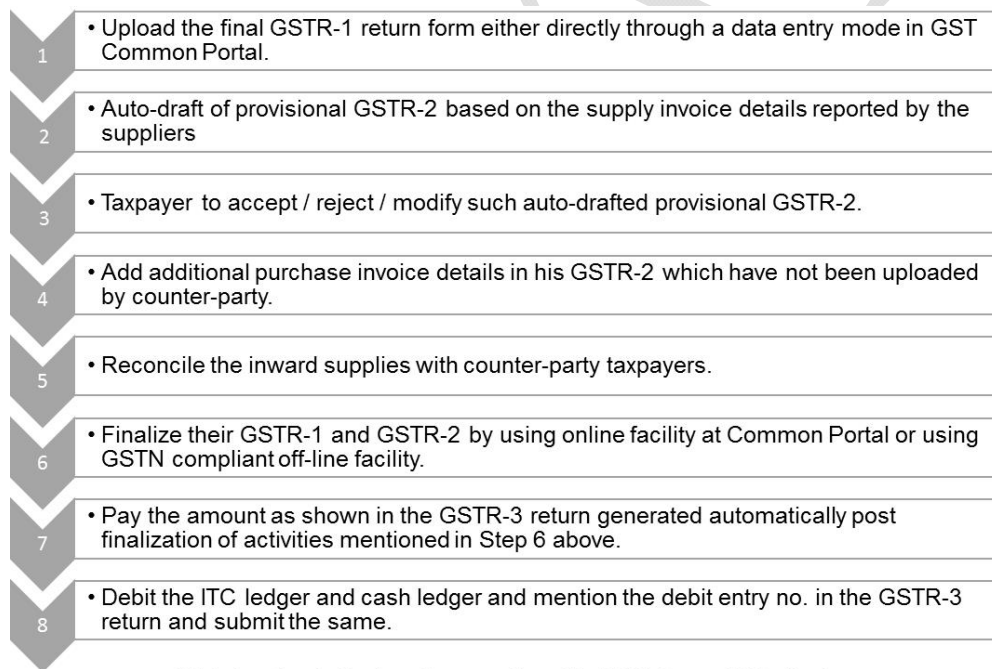 1
• Upload the final GSTR-1 return form either directly through a data entry mode in GST
Common Portal.
2
• Auto-draft of provisional GSTR-2 based on the supply invoice details reported by the
suppliers
3
• Taxpayer to accept / reject / modify such auto-drafted provisional GSTR-2.
4
• Add additional purchase invoice details in his GSTR-2 which have not been uploaded
by counter-party.
5
• Reconcile the inward supplies with counter-party taxpayers.
6
• Finalize their GSTR-1 and GSTR-2 by using online facility at Common Portal or using
GSTN compliant off-line facility.
7
• Pay the amount as shown in the GSTR-3 return generated automatically post
finalization of activities mentioned in Step 6 above.
8
• Debit the ITC ledger and cash ledger and mention the debit entry no. in the GSTR-3
return and submit the same.